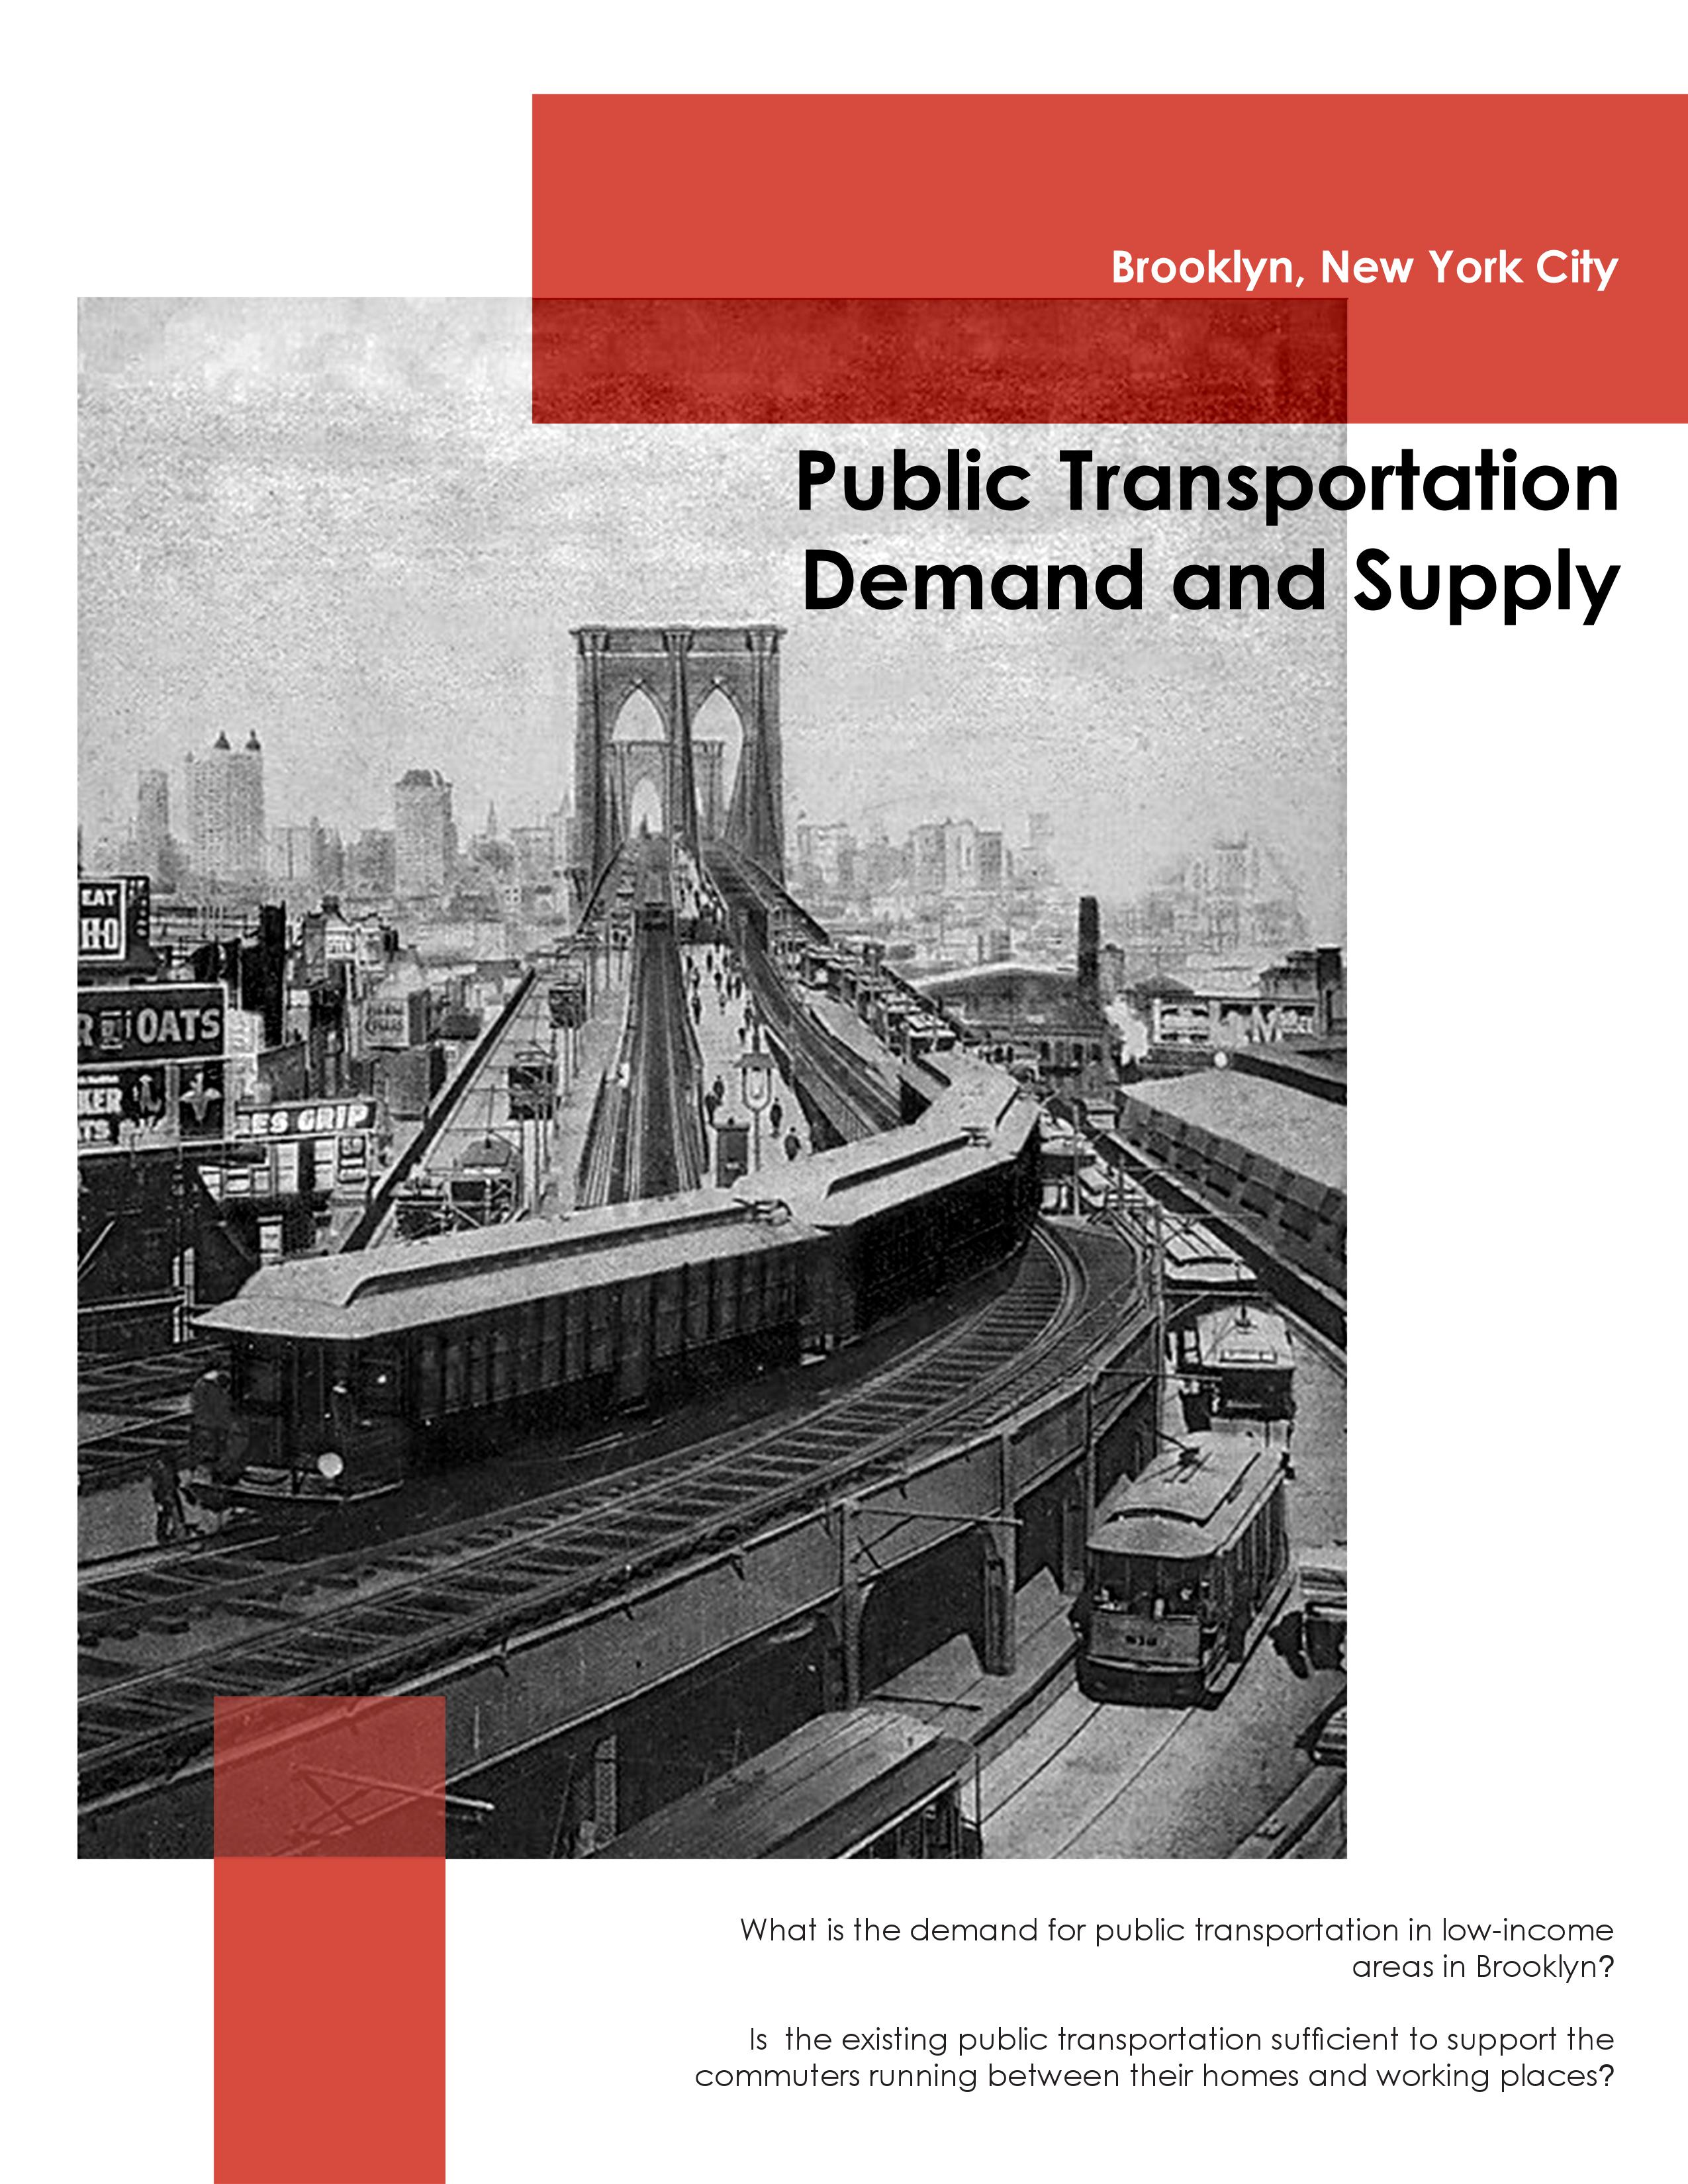 Brooklyn, New York City
Public Transportation
Demand and Supply
EAT
H-O
OATS
KER
ES GRIP
What is the demand for public transportation in low-income
areas in Brooklyn?
Is  the existing public transportation sufficient to support the
commuters running between their homes and working places?